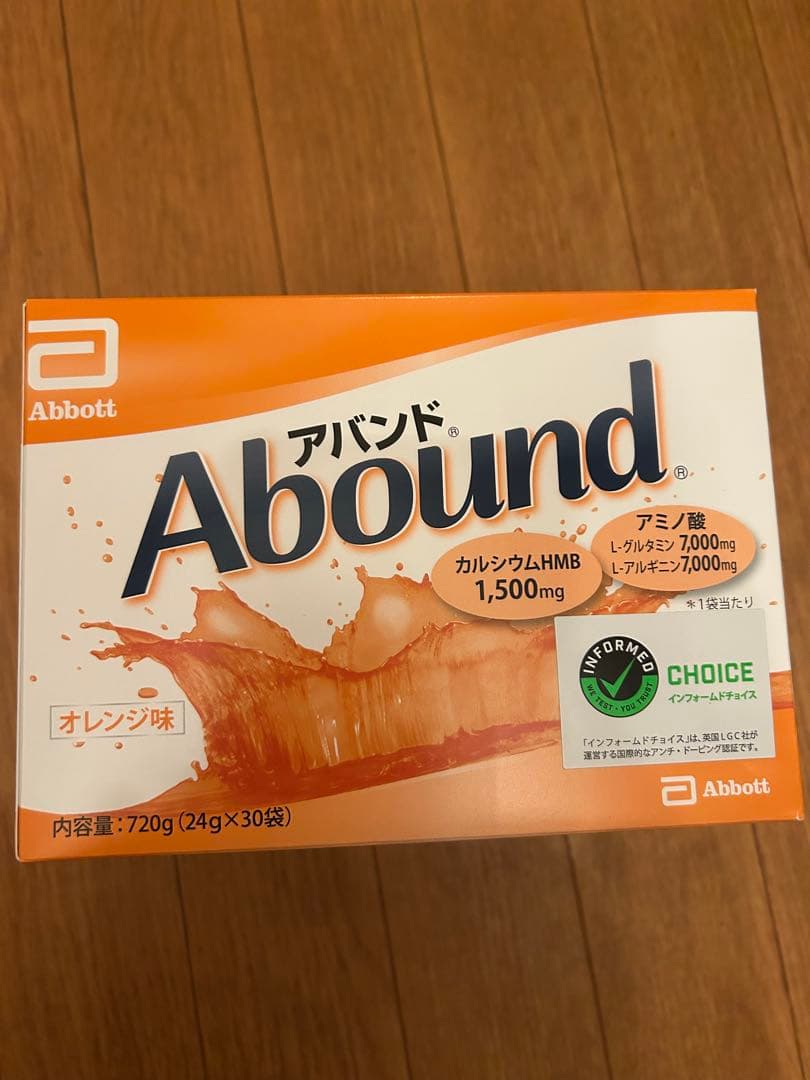 Abbott
アバンド®
Abound®
カルシウムHMB
1,500mg
アミノ酸
L-グルタミン 7,000mg
L-アルギニン7,000mg
*1袋当たり
INFORMED
WE TEST・YOU TRUST
CHOICE
インフォームドチョイス
「インフォームドチョイス」は、英国LGC社が
運営する国際的なアンチ・ドーピング認証です。
オレンジ味
Abbott
内容量:720g(24g×30袋)